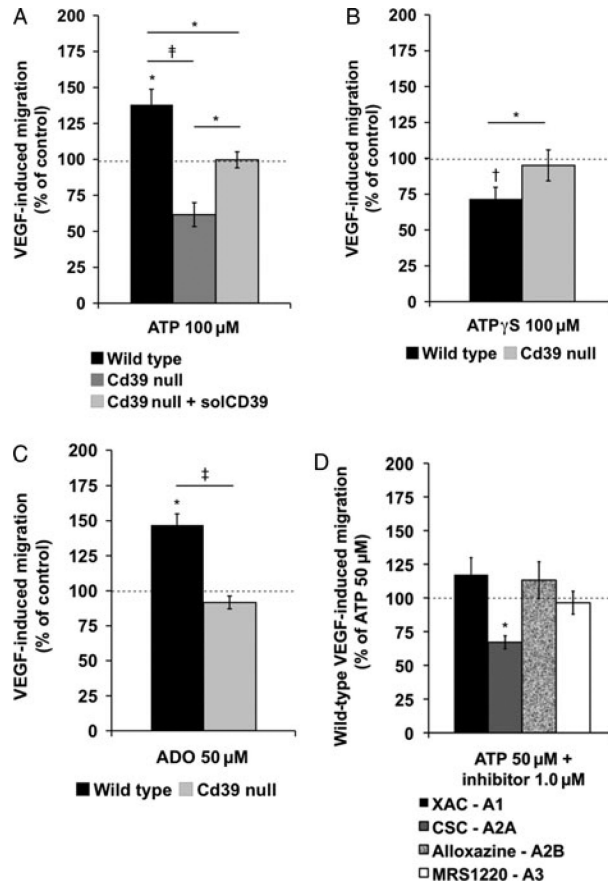 A
VEGF-induced migration
(% of control)
200
175
150
125
100
75
50
25
0
*
‡
*
*
ATP 100 µM
Wild type
Cd39 null
Cd39 null + solCD39
B
VEGF-induced migration
(% of control)
200
175
150
125
100
75
50
25
0
*
†
ATPγS 100 µM
Wild type Cd39 null
C
VEGF-induced migration
(% of control)
200
175
150
125
100
75
50
25
0
‡
*
ADO 50 µM
Wild type Cd39 null
D
Wild-type VEGF-induced migration
(% of ATP 50 µM)
200
175
150
125
100
75
50
25
0
*
ATP 50 µM +
inhibitor 1.0 µM
XAC - A1
CSC - A2A
Alloxazine - A2B
MRS1220 - A3